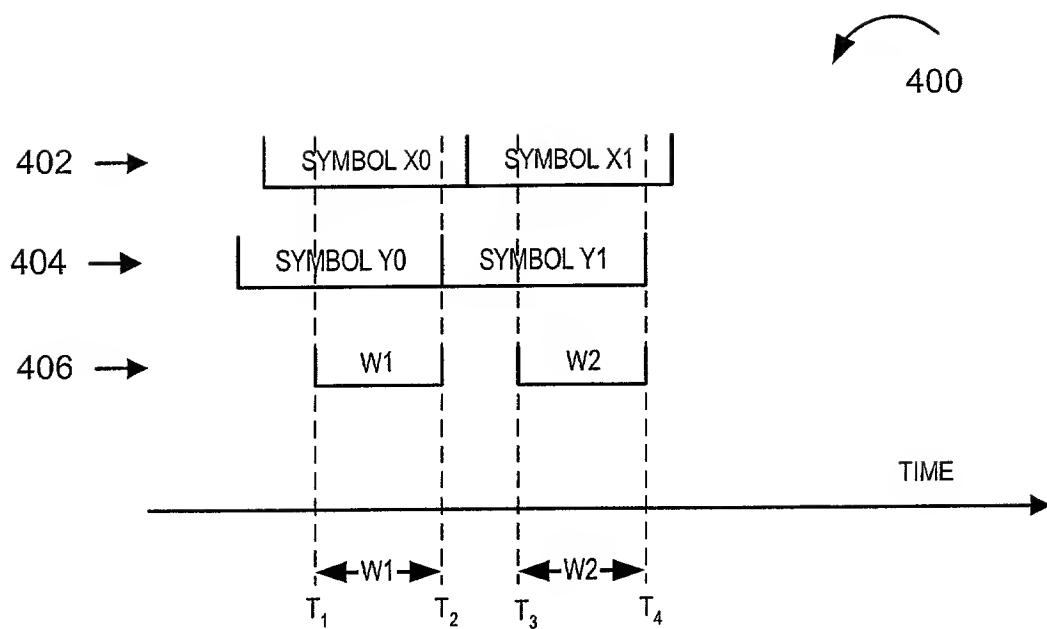 400
402
SYMBOL X0
SYMBOL X1
404
SYMBOL Y0
SYMBOL Y1
406
W1
W2
TIME
W1
W2
T1
T2
T3
T4